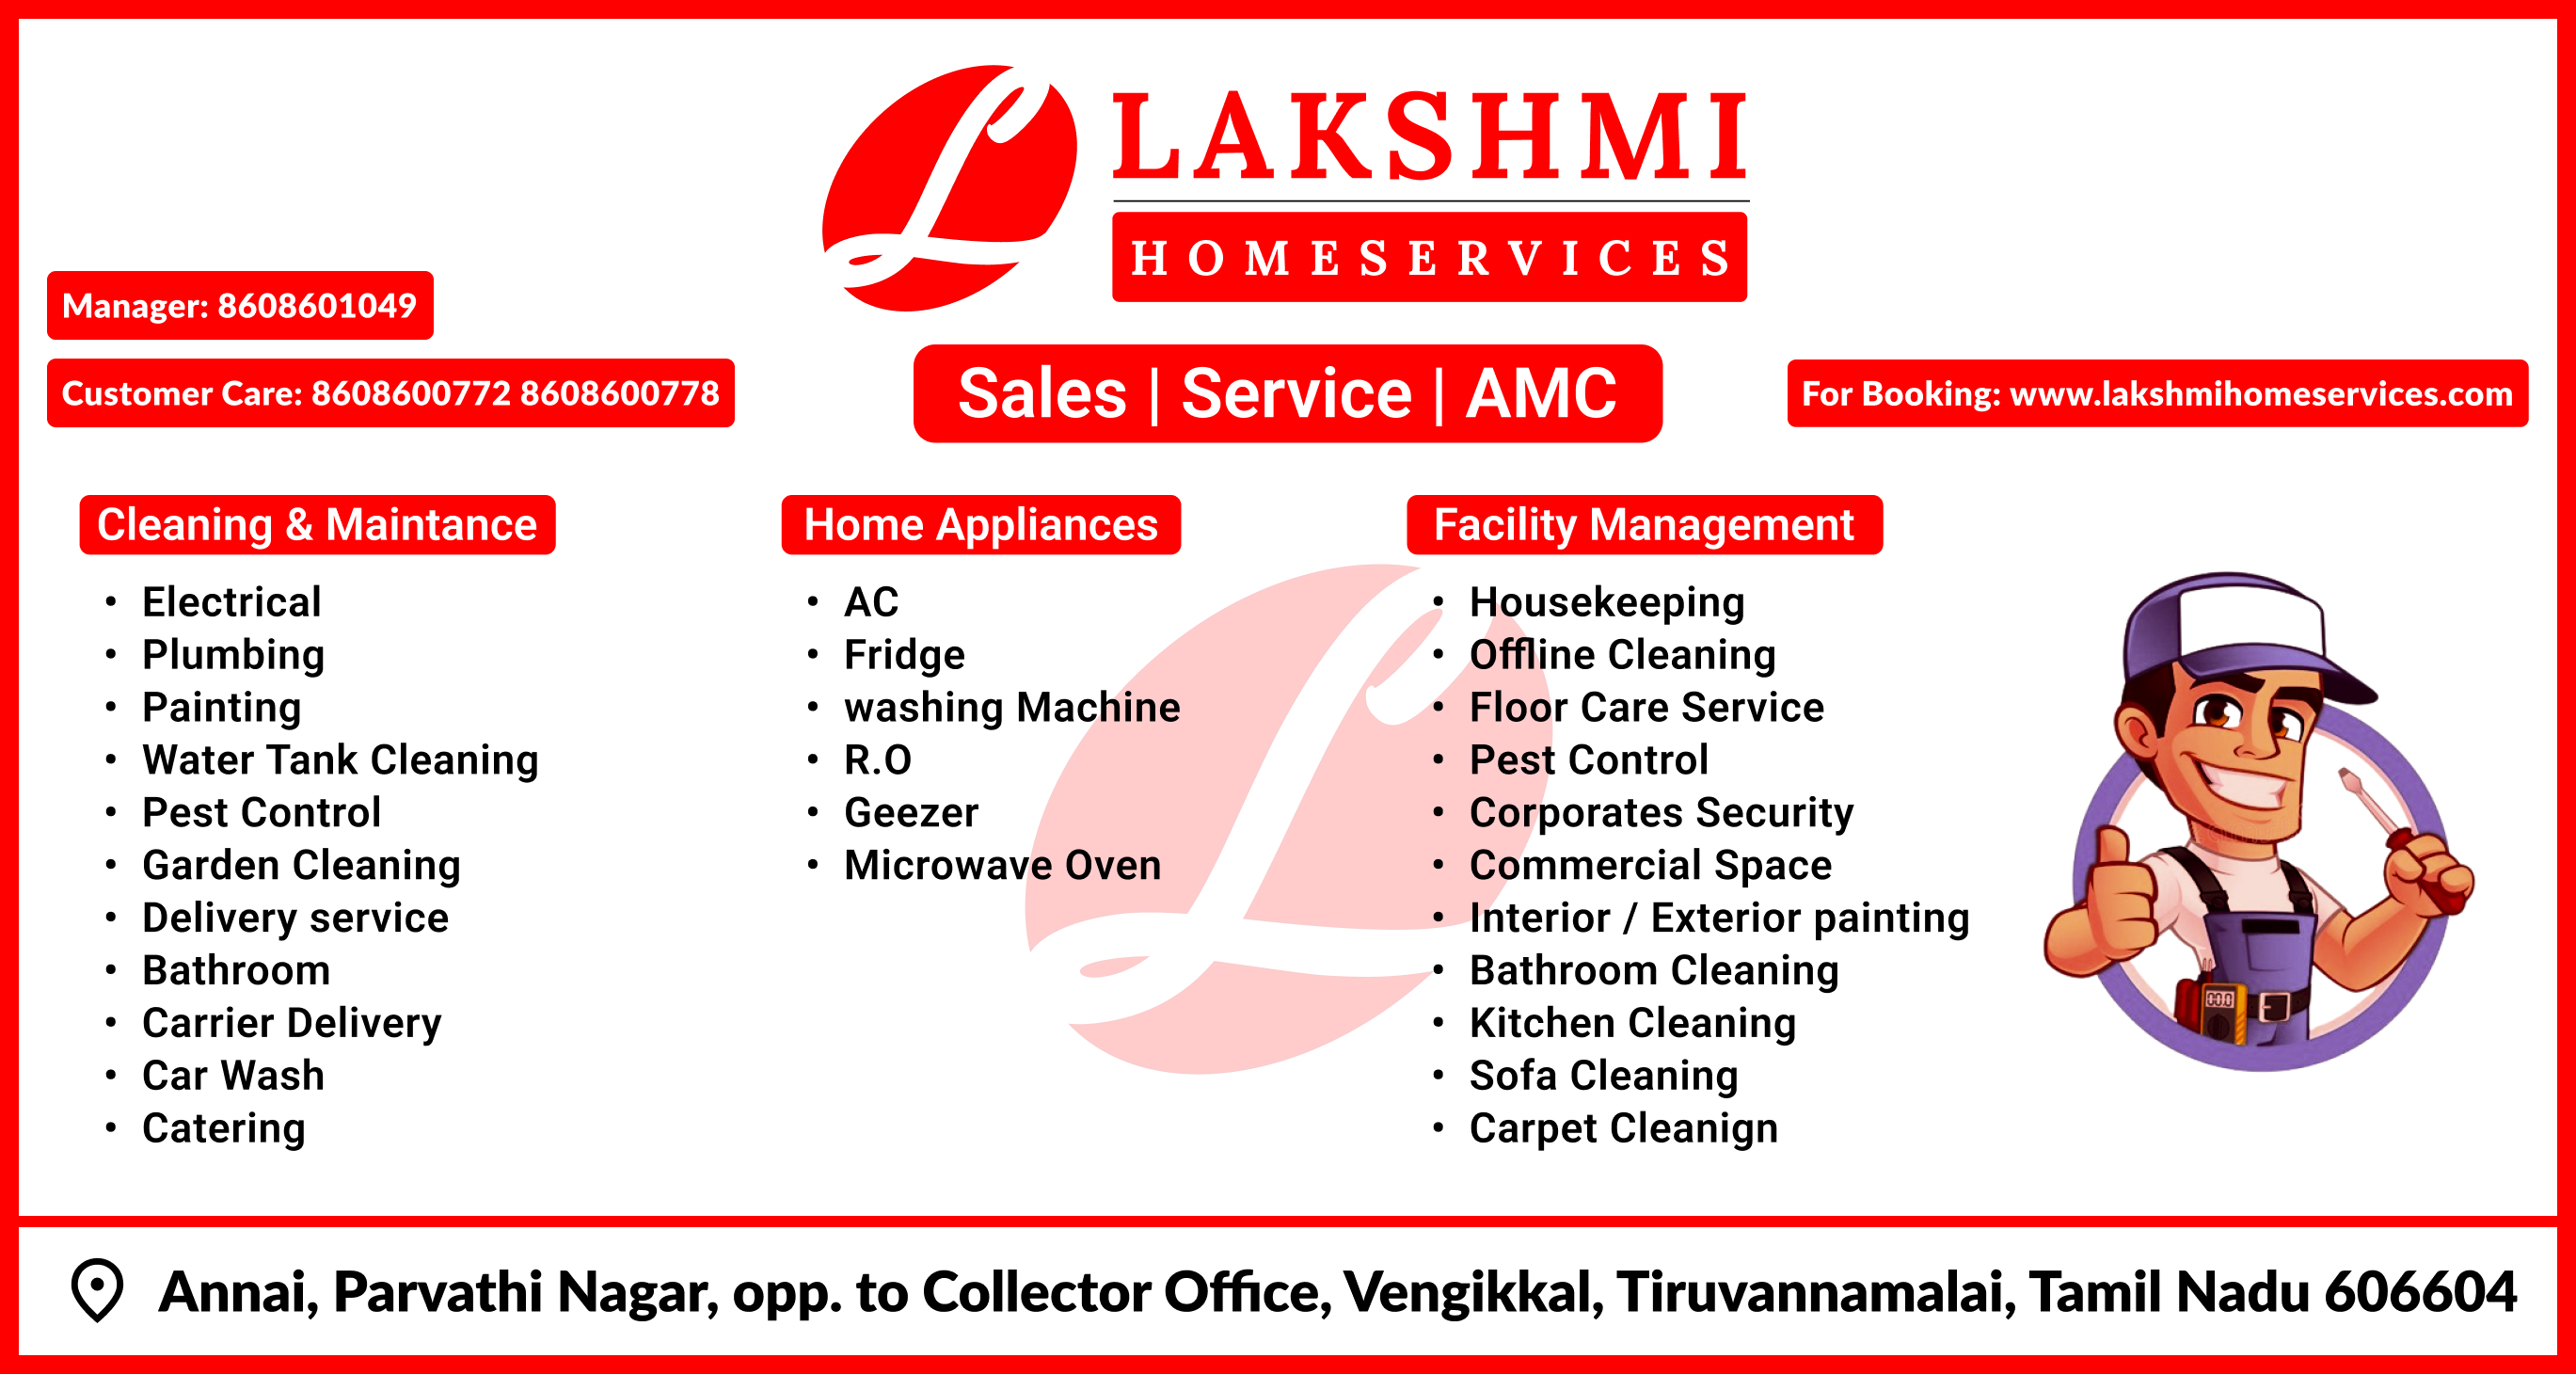 LAKSHMI
HOMESERVICES
Manager: 8608601049
Customer Care: 8608600772 8608600778
Sales | Service | AMC
For Booking: www.lakshmihomeservices.com
Cleaning & Maintance
• Electrical
• Plumbing
• Painting
• Water Tank Cleaning
• Pest Control
• Garden Cleaning
• Delivery service
• Bathroom
• Carrier Delivery
• Car Wash
• Catering
Home Appliances
• AC
• Fridge
• washing Machine
• R.O
• Geezer
• Microwave Oven
Facility Management
• Housekeeping
• Offline Cleaning
• Floor Care Service
• Pest Control
• Corporates Security
• Commercial Space
• Interior / Exterior painting
• Bathroom Cleaning
• Kitchen Cleaning
• Sofa Cleaning
• Carpet Cleanign
00.0
Annai, Parvathi Nagar, opp. to Collector Office, Vengikkal, Tiruvannamalai, Tamil Nadu 606604